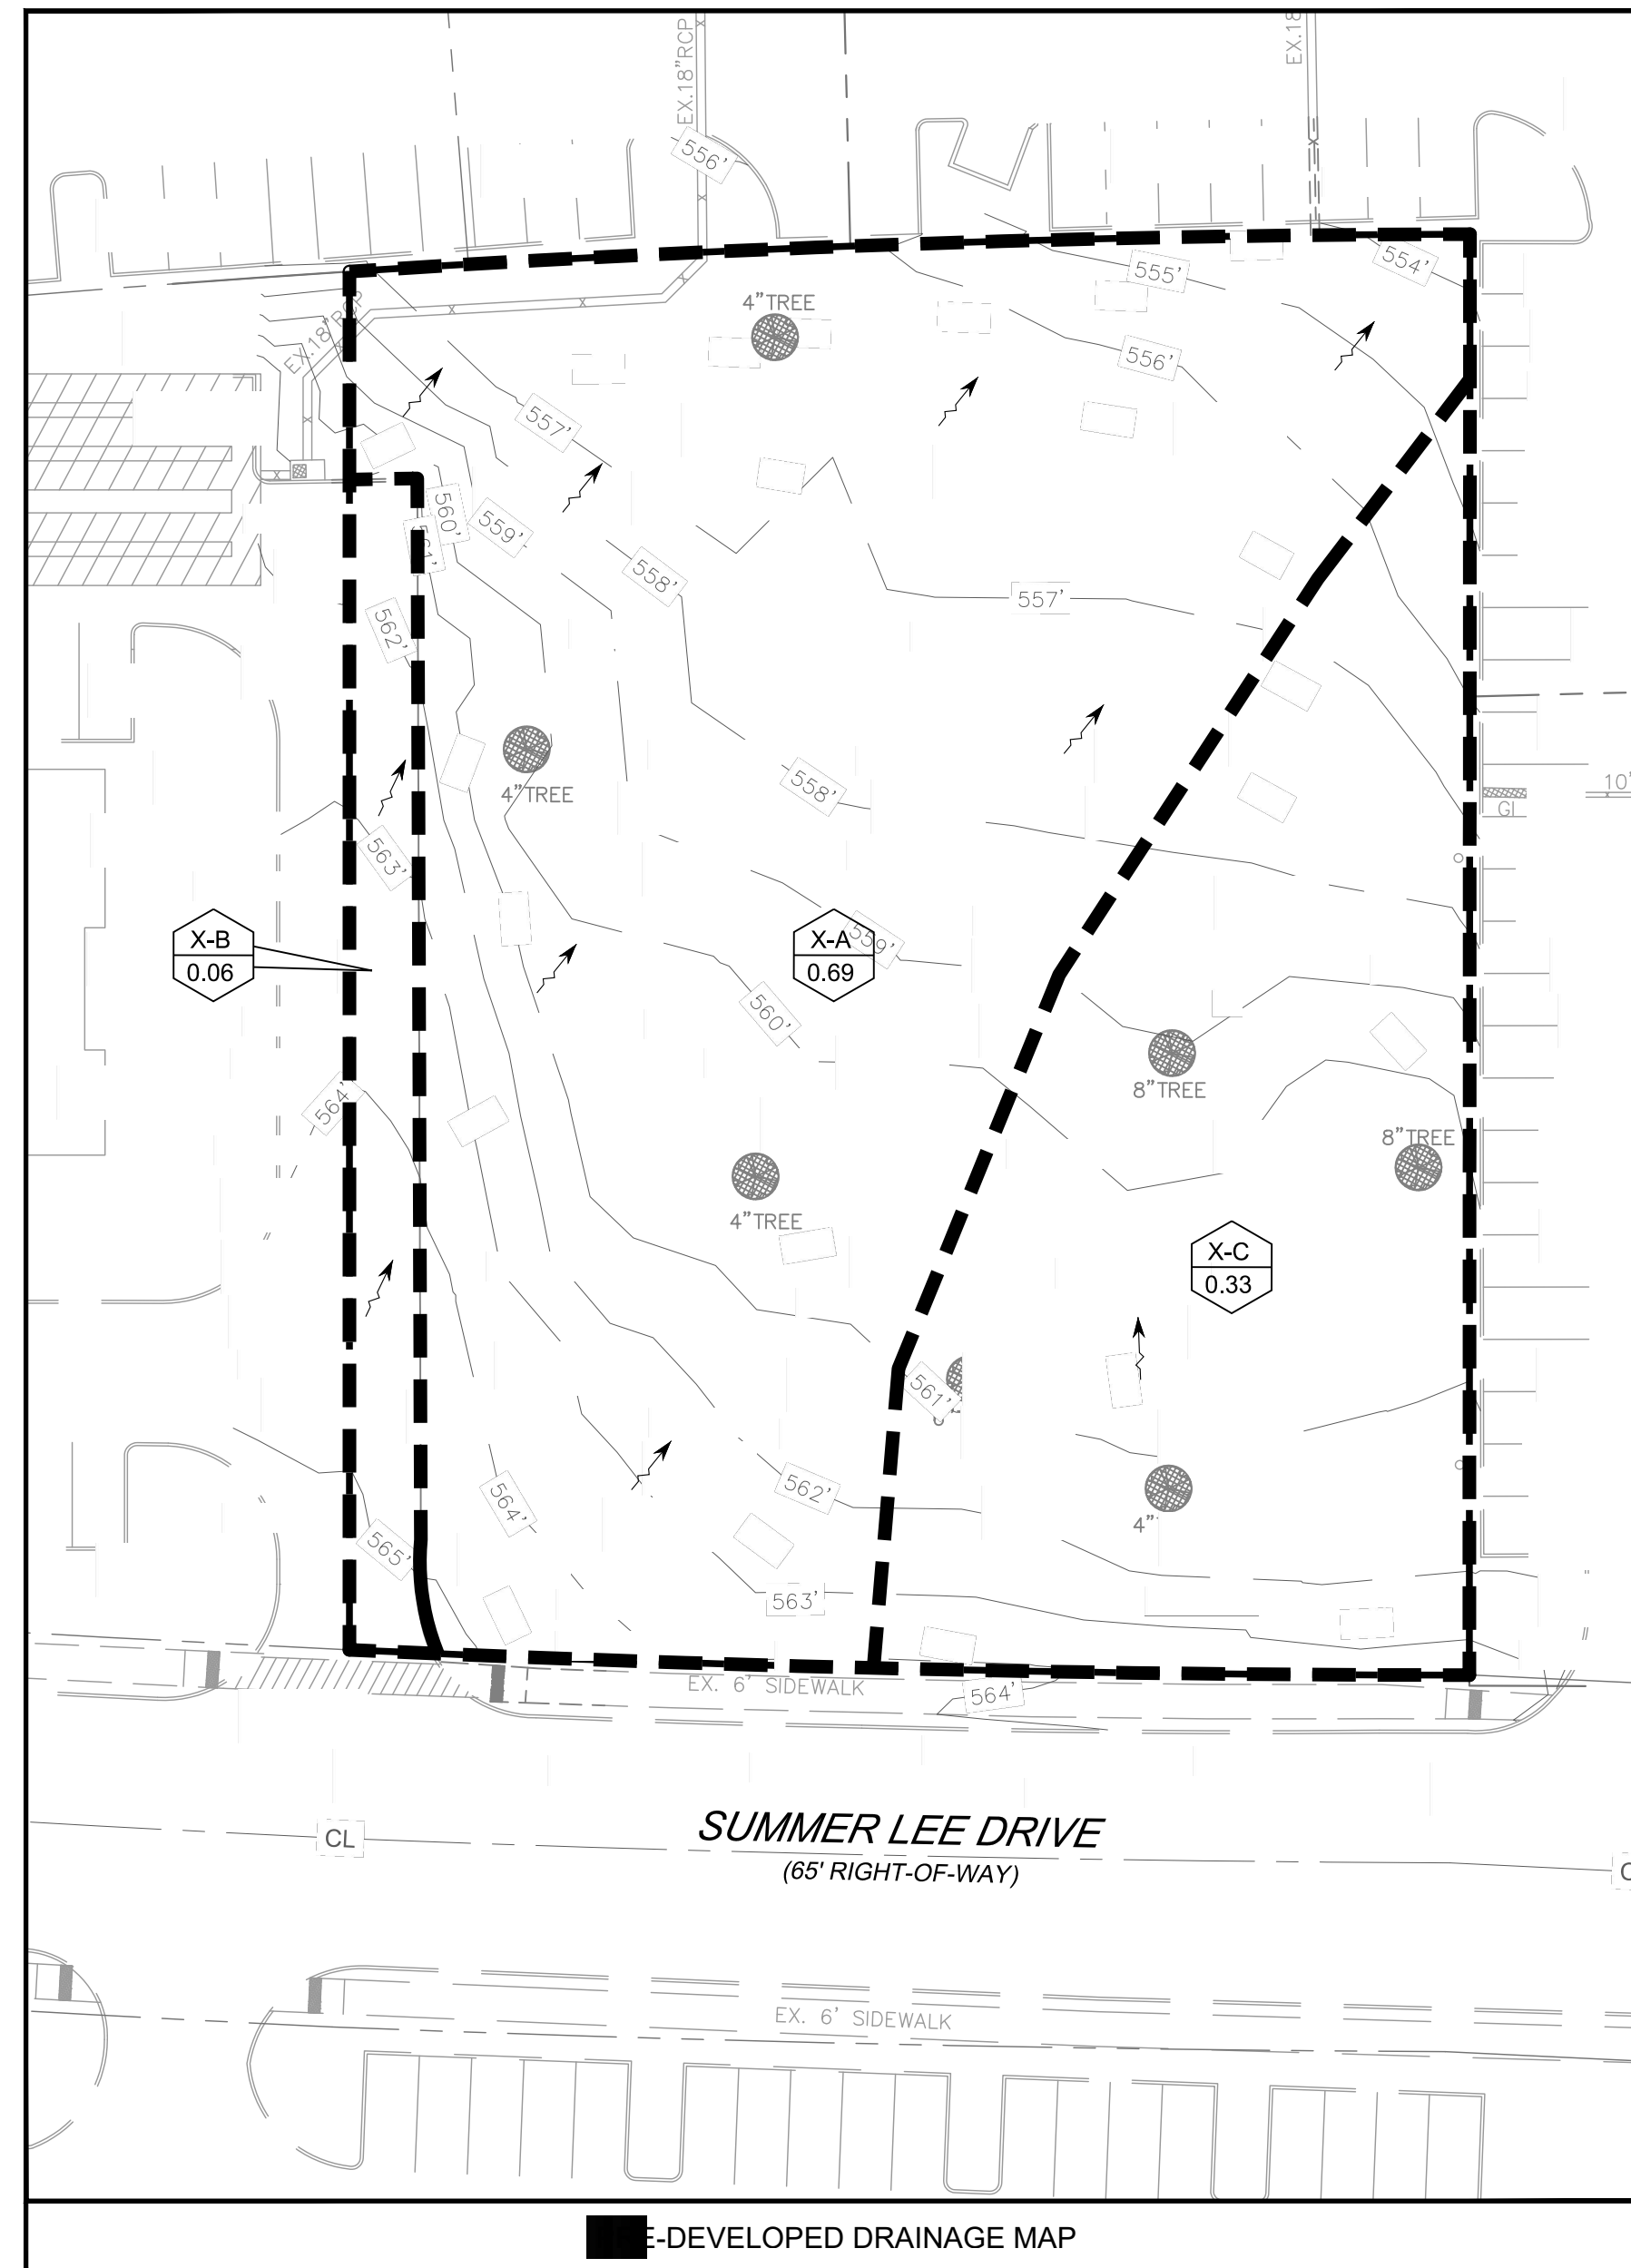 EX.18"RCP
EX.18
556'
554'
555'
4"TREE
EX.18"RCP
556'
557'
560'
559'
558'
557'
562'
558'
10'
4"TREE
GI
563'
X-B
0.06
X-A
0.69
559'
560'
564'
8"TREE
8"TREE
4"TREE
X-C
0.33
561'
562'
564'
4"
565'
563'
EX. 6' SIDEWALK
564'
SUMMER LEE DRIVE
CL
(65' RIGHT-OF-WAY)
EX. 6' SIDEWALK
-DEVELOPED DRAINAGE MAP